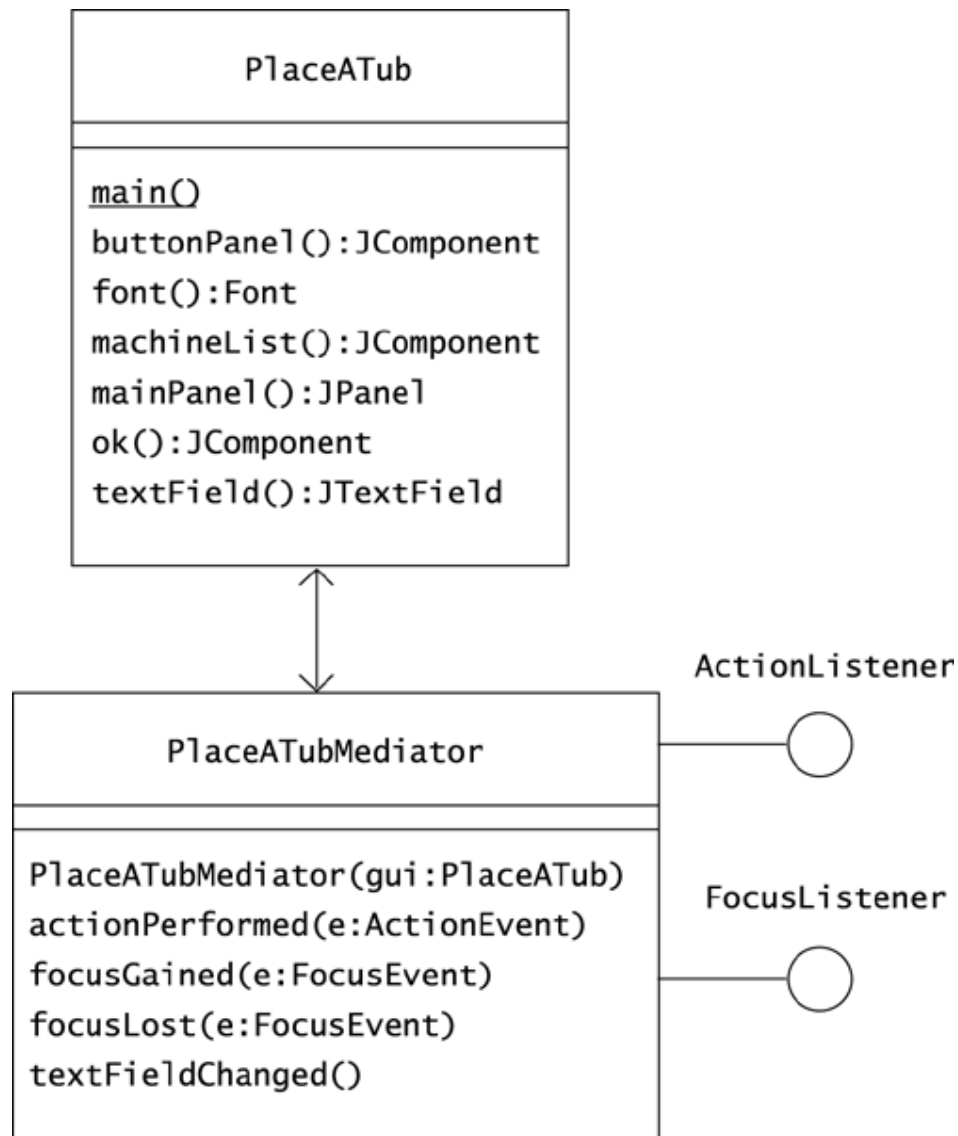 PlaceATub
main()
buttonPanel():JComponent
font():Font
machineList():JComponent
mainPanel():JPanel
ok():JComponent
textField():JTextField
ActionListener
PlaceATubMediator
PlaceATubMediator(gui:PlaceATub)
actionPerformed(e:ActionEvent)
FocusListener
focusGained(e:FocusEvent)
focusLost(e:FocusEvent)
textFieldChanged()